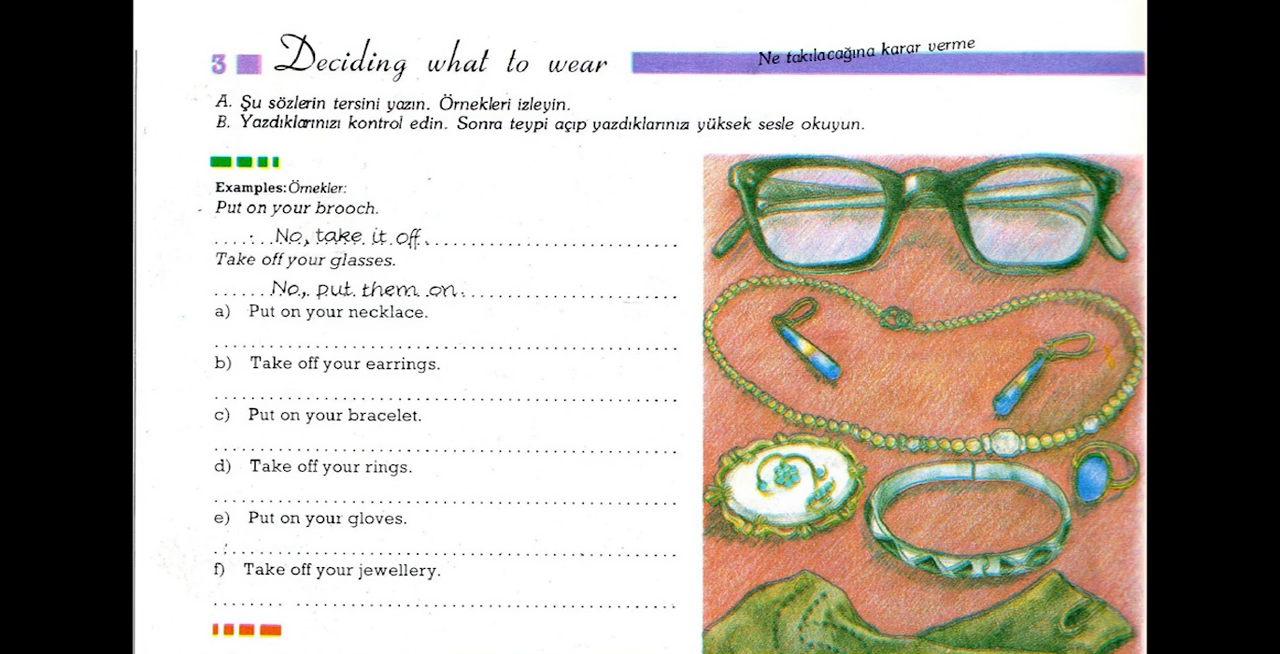 3 Deciding what to wear
Ne takılacağına karar verme
A. Şu sözlerin tersini yazın. Örnekleri izleyin.
B. Yazdıklarınızı kontrol edin. Sonra teypi açıp yazdıklarınızı yüksek sesle okuyun.
Examples: Örnekler:
Put on your brooch.
No, take it off.
Take off your glasses.
No, put them on.
a) Put on your necklace.
b) Take off your earrings.
c) Put on your bracelet.
d) Take off your rings.
e) Put on your gloves.
f) Take off your jewellery.